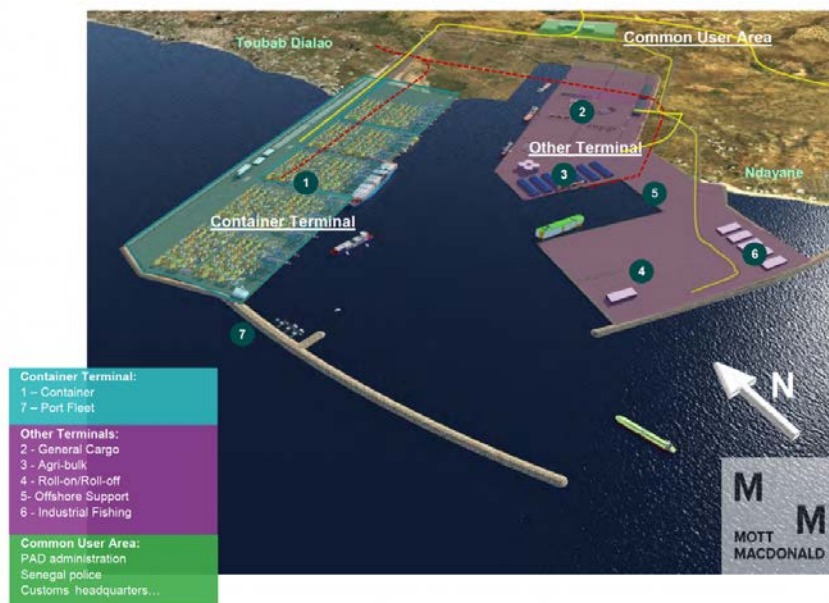 Toubab Dialao
Common User Area
2
Other Terminal
3
Ndayane
1
5
Container Terminal
4
6
7
N
Container Terminal:
1 – Container
7 – Port Fleet
Other Terminals:
2 - General Cargo
3 - Agri-bulk
4 - Roll-on/Roll-off
5- Offshore Support
6 - Industrial Fishing
Common User Area:
PAD administration
Senegal police
Customs headquarters…
M
M
MOTT
MACDONALD